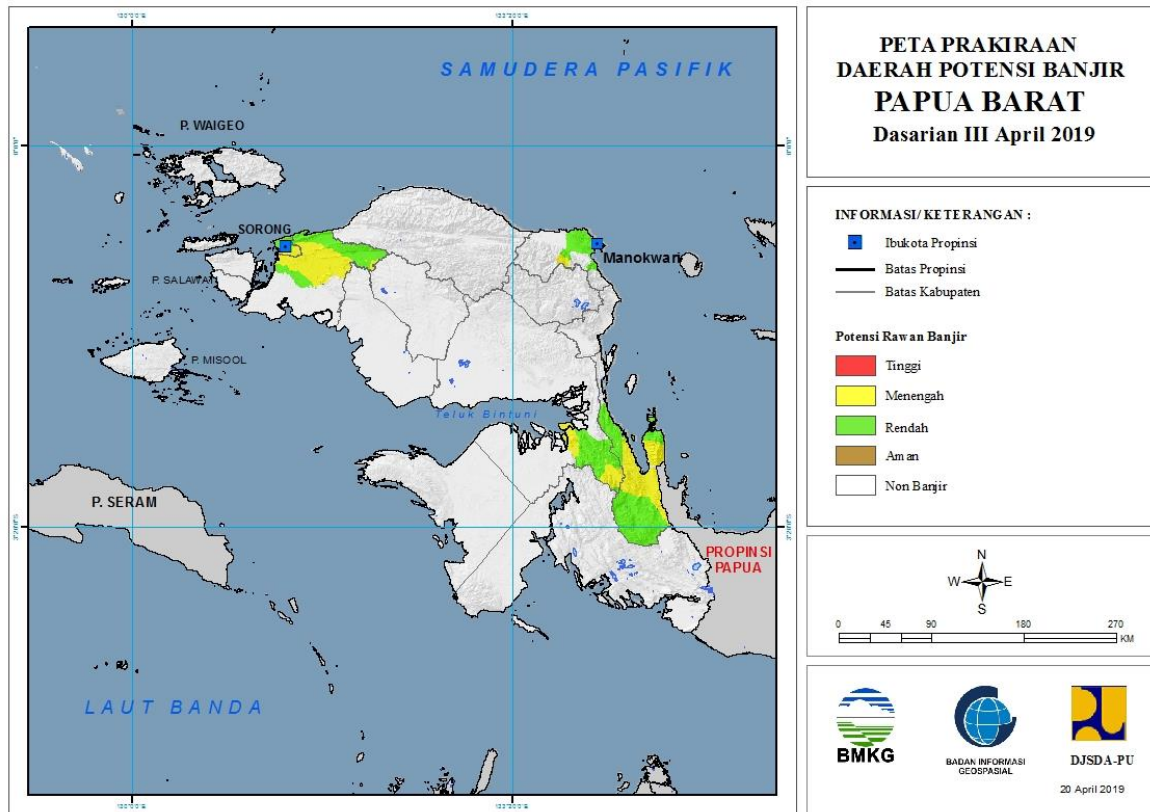 PETA PRAKIRAAN
DAERAH POTENSI BANJIR
PAPUA BARAT
Dasarian III April 2019
INFORMASI/ KETERANGAN :
Ibukota Propinsi
Batas Propinsi
Batas Kabupaten
Potensi Rawan Banjir
Tinggi
Menengah
Rendah
Aman
Non Banjir
N
W E
S
0 45 90 180 270
KM
BMKG
BADAN INFORMASI
GEOSPASIAL
DJSDA-PU
20 April 2019
SAMUDERA PASIFIK
P. WAIGEO
SORONG
Manokwari
P. SALAWATI
P. MISOOL
Teluk Bintuni
P. SERAM
PROPINSI
PAPUA
LAUT BANDA